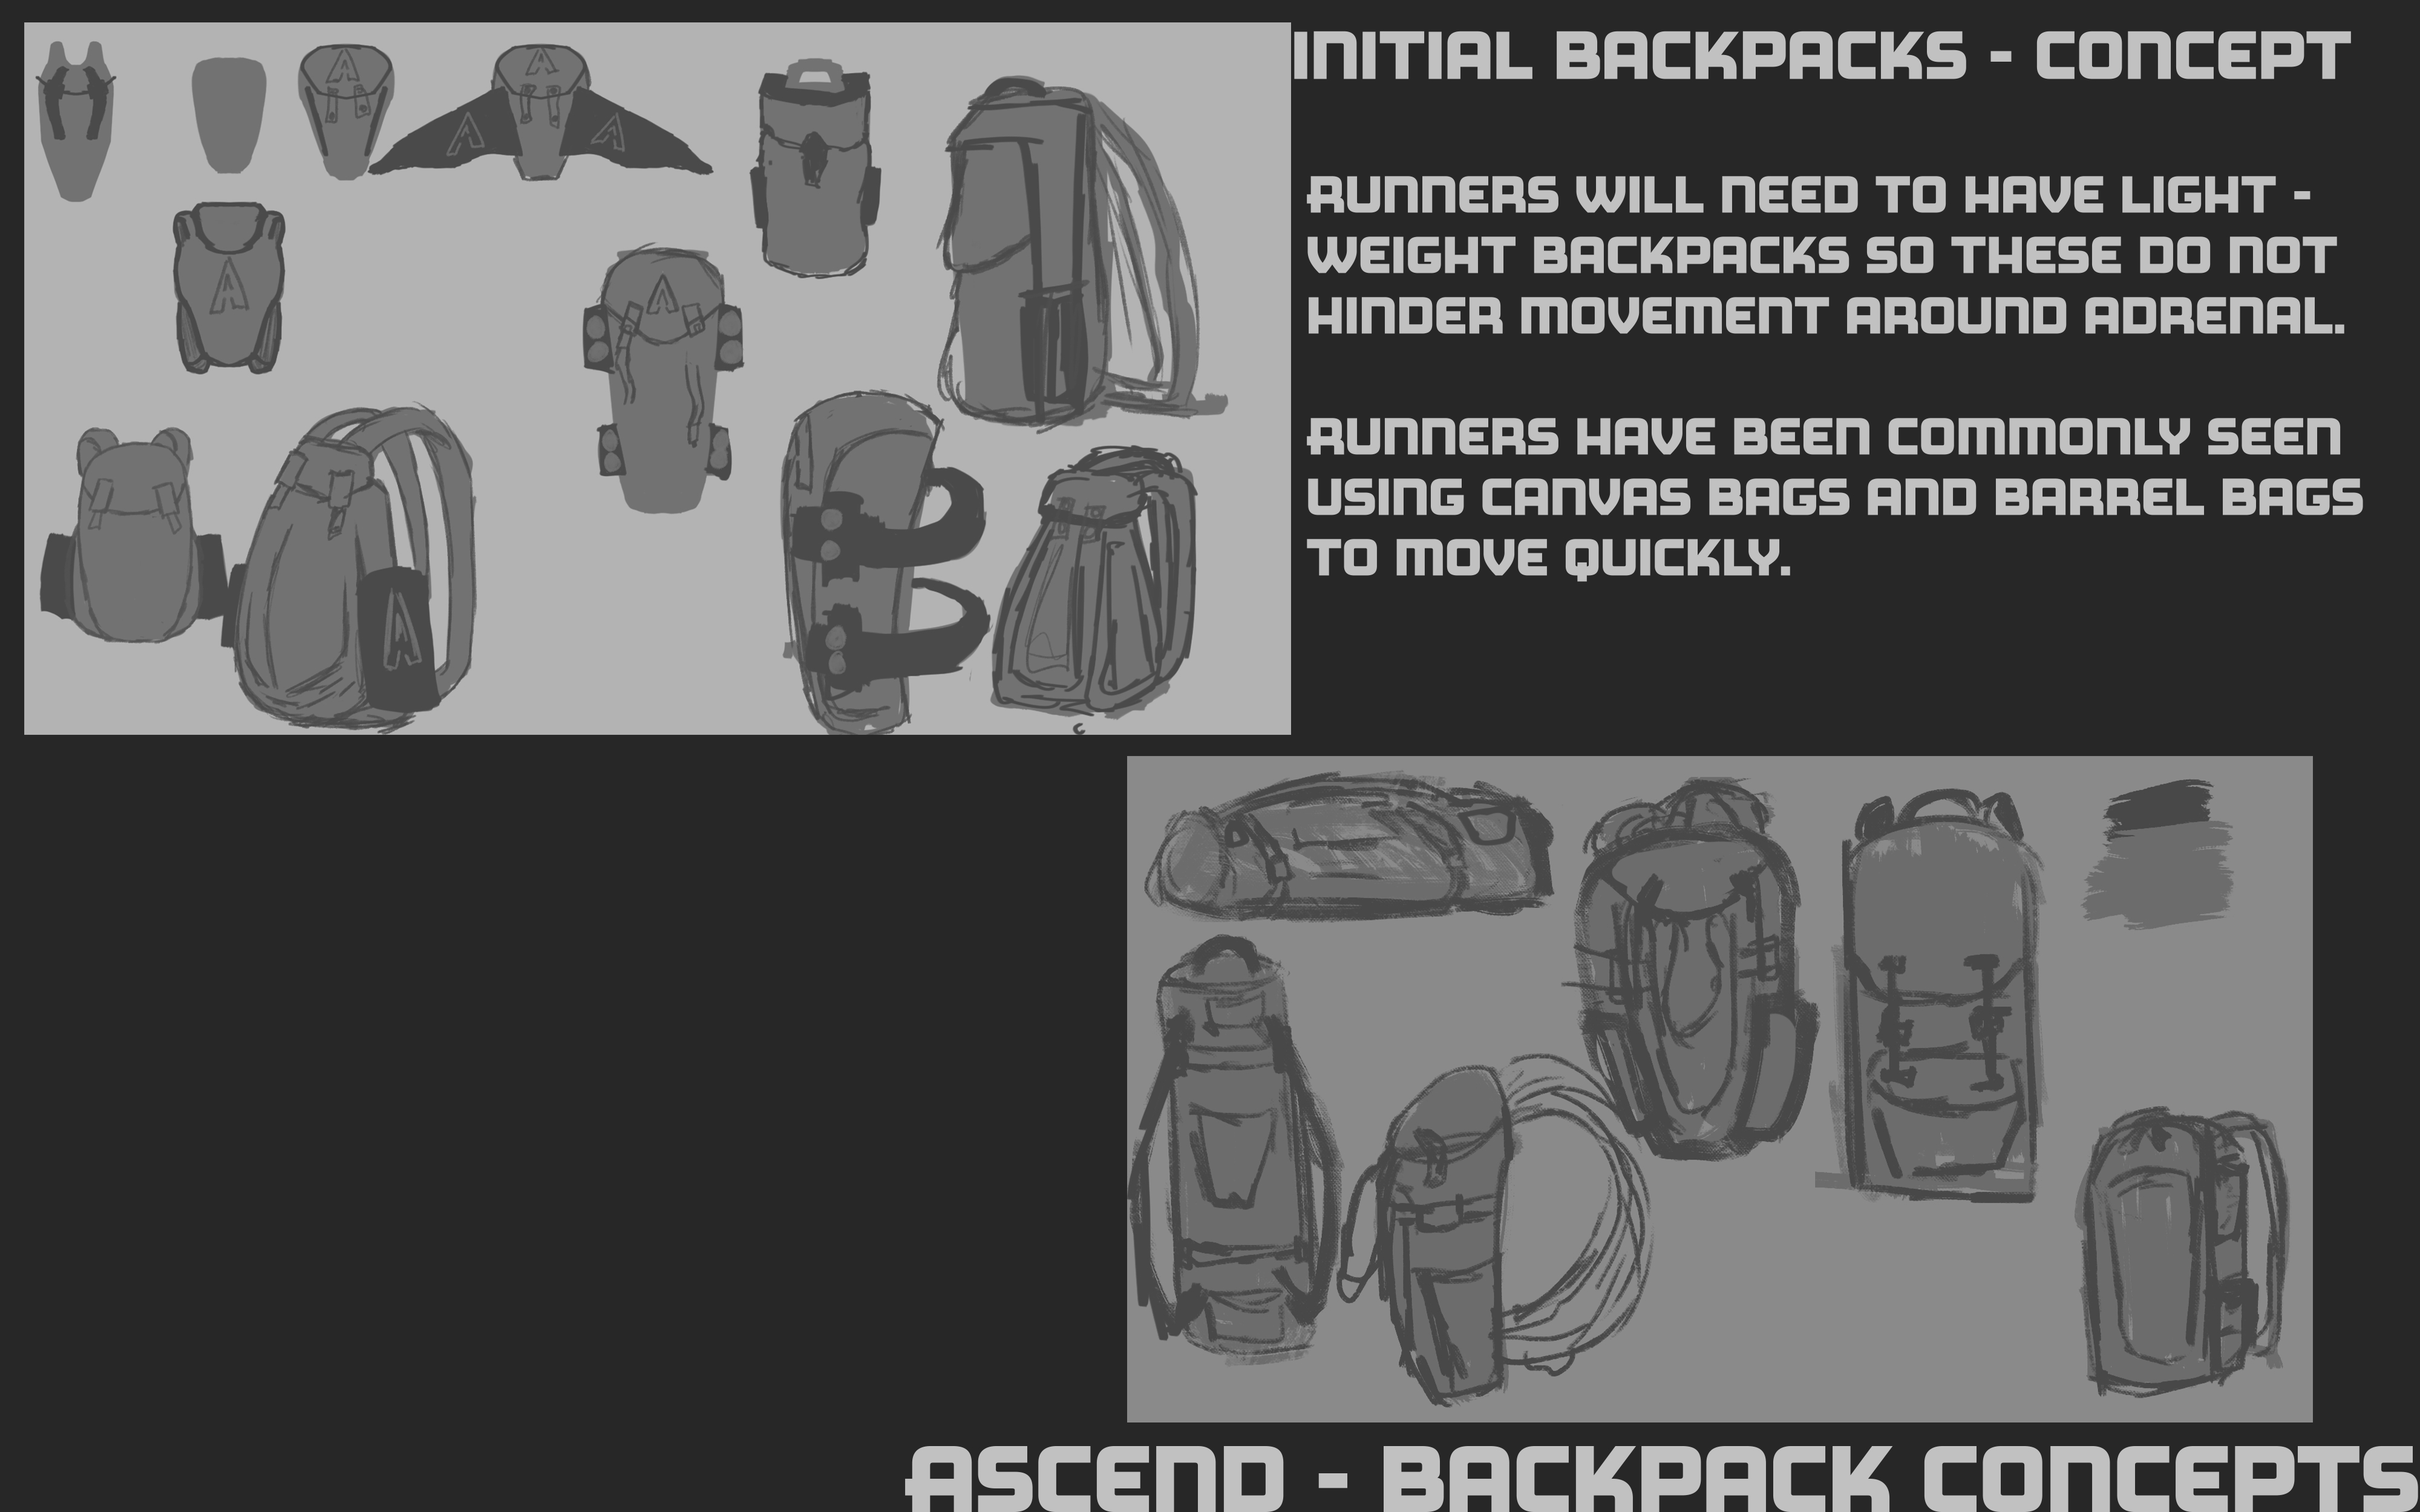 INITIAL BACKPACKS - CONCEPT
RUNNERS WILL NEED TO HAVE LIGHT -
WEIGHT BACKPACKS SO THESE DO NOT
HINDER MOVEMENT AROUND ADRENAL.
RUNNERS HAVE BEEN COMMONLY SEEN
USING CANVAS BAGS AND BARREL BAGS
TO MOVE QUICKLY.
ASCEND - BACKPACK CONCEPTS